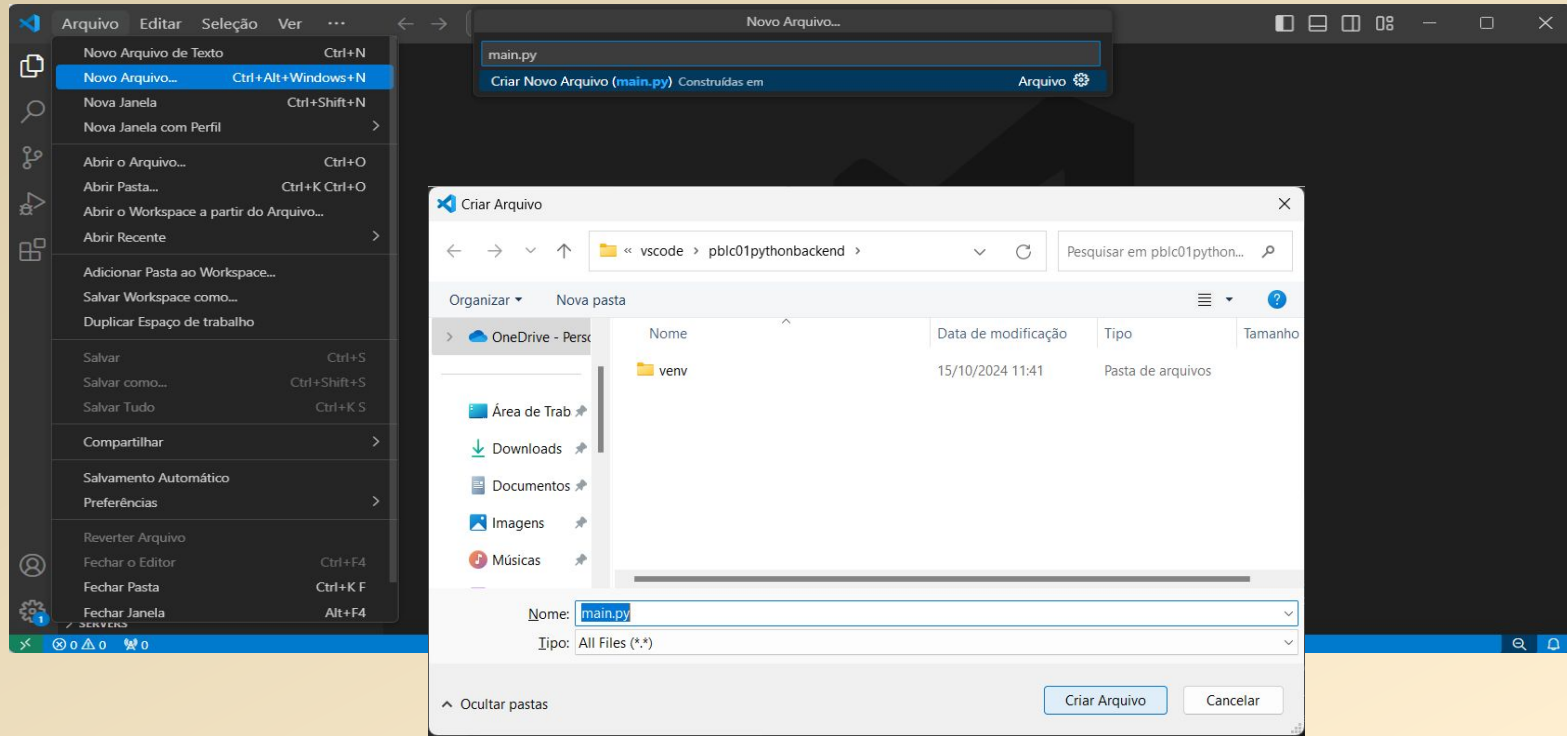 Arquivo Editar Seleção Ver ···
Novo Arquivo de Texto Ctrl+N
Novo Arquivo... Ctrl+Alt+Windows+N
Nova Janela Ctrl+Shift+N
Nova Janela com Perfil
Abrir o Arquivo... Ctrl+O
Abrir Pasta... Ctrl+K Ctrl+O
Abrir o Workspace a partir do Arquivo...
Abrir Recente
Adicionar Pasta ao Workspace...
Salvar Workspace como...
Duplicar Espaço de trabalho
Salvar Ctrl+S
Salvar como... Ctrl+Shift+S
Salvar Tudo Ctrl+K S
Compartilhar
Salvamento Automático
Preferências
Reverter Arquivo
Fechar o Editor Ctrl+F4
Fechar Pasta Ctrl+K F
Fechar Janela Alt+F4
SERVERS
1
0 0 0
Novo Arquivo...
main.py
Criar Novo Arquivo (main.py) Construídas em Arquivo
Criar Arquivo
« vscode > pblc01pythonbackend >
Pesquisar em pblc01python...
Organizar Nova pasta
OneDrive - Perso
Nome Data de modificação Tipo Tamanho
venv 15/10/2024 11:41 Pasta de arquivos
Área de Trab
Downloads
Documentos
Imagens
Músicas
Nome: main.py
Tipo: All Files (*.*)
Ocultar pastas
Criar Arquivo Cancelar